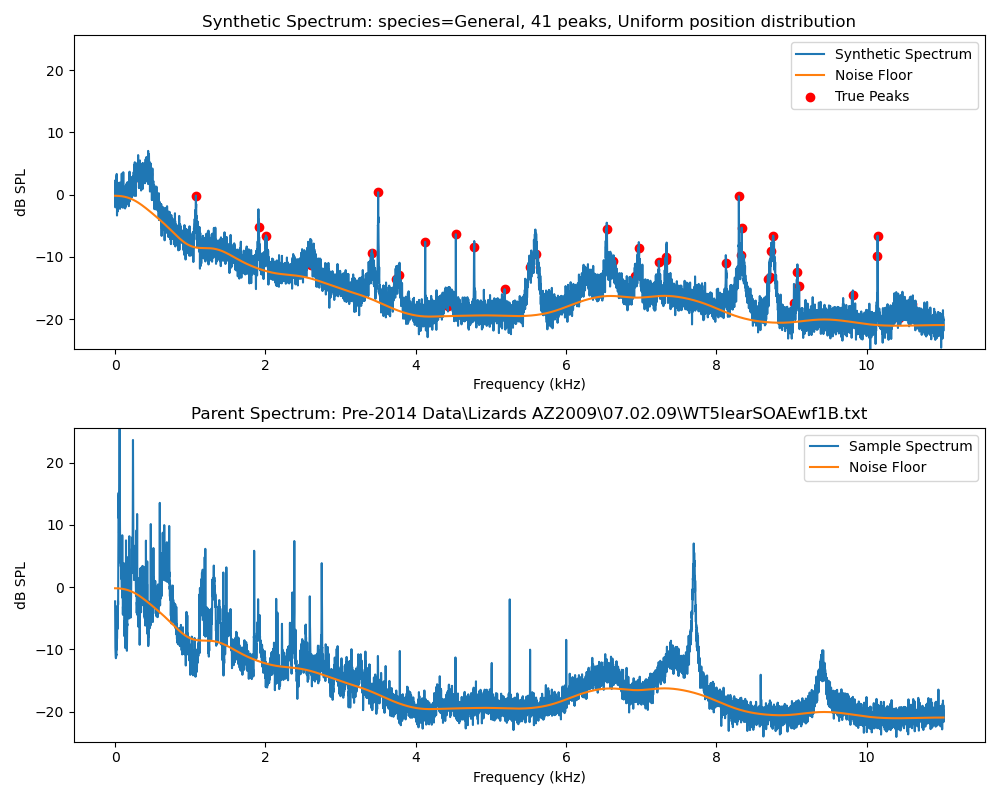 Synthetic Spectrum: species=General, 41 peaks, Uniform position distribution
Synthetic Spectrum
Noise Floor
True Peaks
dB SPL
20
10
0
−10
−20
0 2 4 6 8 10
Frequency (kHz)
Parent Spectrum: Pre-2014 Data\Lizards AZ2009\07.02.09\WT5learSOAEwf1B.txt
Sample Spectrum
Noise Floor
dB SPL
20
10
0
−10
−20
0 2 4 6 8 10
Frequency (kHz)